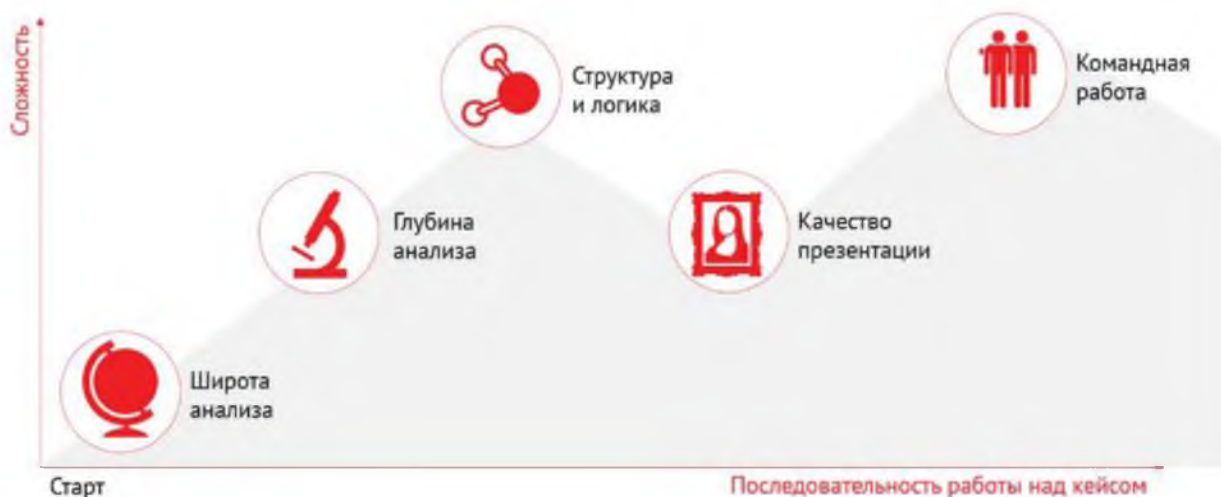 Сложность
Структура
и логика
Командная
работа
Глубина
анализа
Качество
презентации
Широта
анализа
Старт
Последовательность работы над кейсом